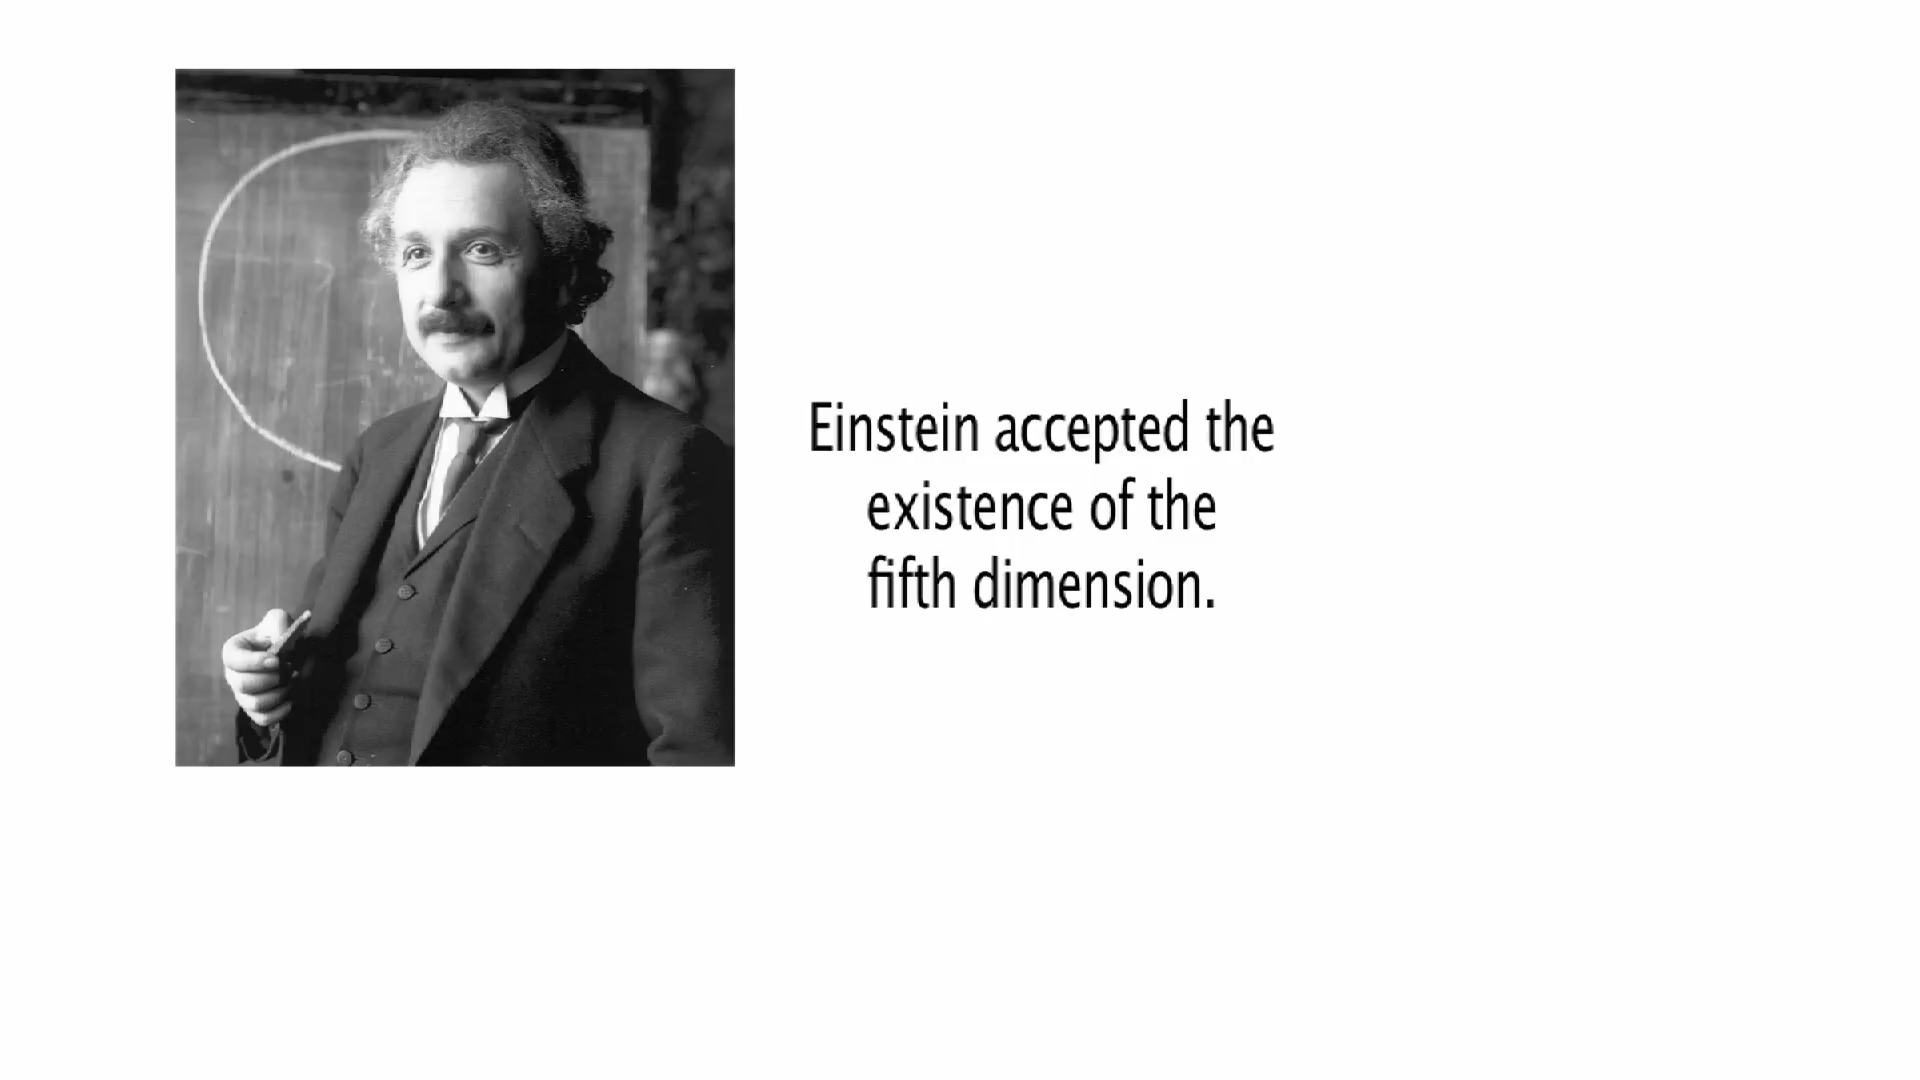 Einstein accepted the
existence of the
fifth dimension.